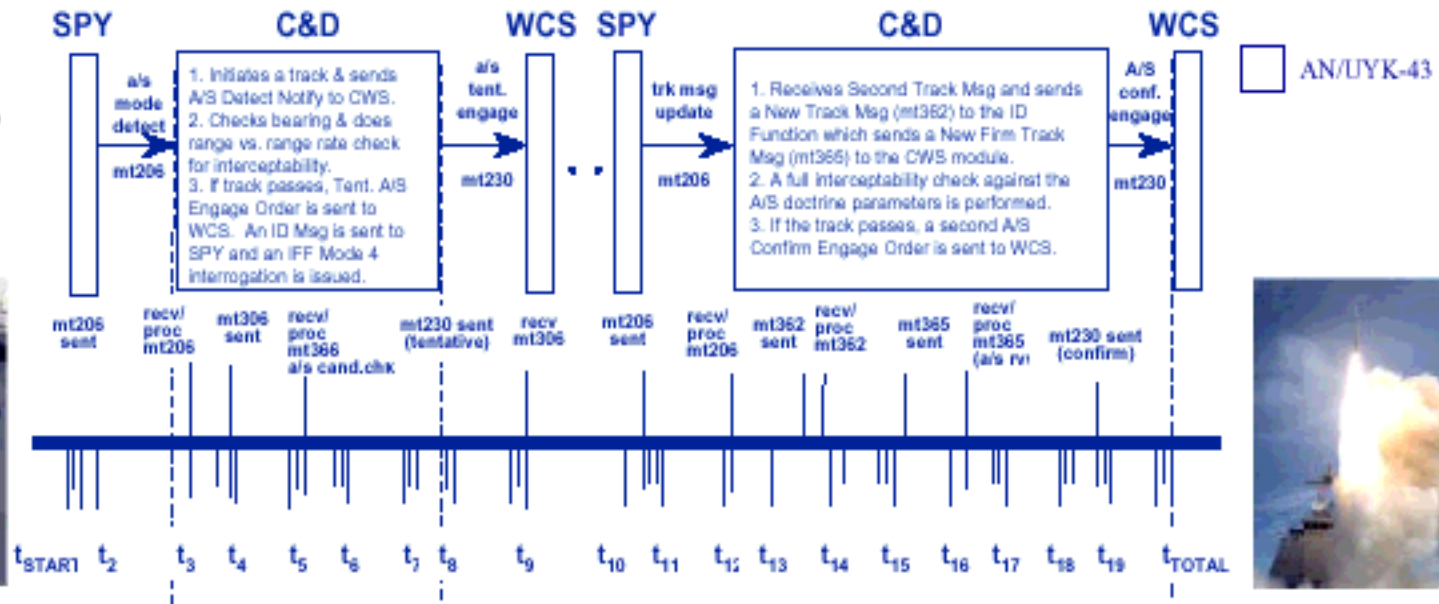 SPY C&D WCS SPY C&D WCS
a/s
mode
detect
mt206
1. Initiates a track & sends
A/S Detect Notify to CWS.
2. Checks bearing & does
range vs. range rate check
for interceptability.
3. If track passes, Tent. A/S
Engage Order is sent to
WCS. An ID Msg is sent to
SPY and an IFF Mode 4
interrogation is issued.
a/s
tent.
engage
mt230
trk msg
update
mt206
1. Receives Second Track Msg and sends
a New Track Msg (mt362) to the ID
Function which sends a New Firm Track
Msg (mt365) to the CWS module.
2. A full interceptability check against the
A/S doctrine parameters is performed.
3. If the track passes, a second A/S
Confirm Engage Order is sent to WCS.
A/S
conf.
engage
mt230
AN/UYK-43
mt206
sent
recv/
proc
mt206
mt306
sent
recv/
proc
mt366
a/s cand.chk
mt230 sent
(tentative)
recv
mt306
mt206
sent
recv/
proc
mt206
mt362
sent
recv/
proc
mt362
mt365
sent
recv/
proc
mt365
(a/s rv
mt230 sent
(confirm)
tSTART t2 t3 t4 t5 t6 t7 t8 t9 t10 t11 t12 t13 t14 t15 t16 t17 t18 t19 tTOTAL